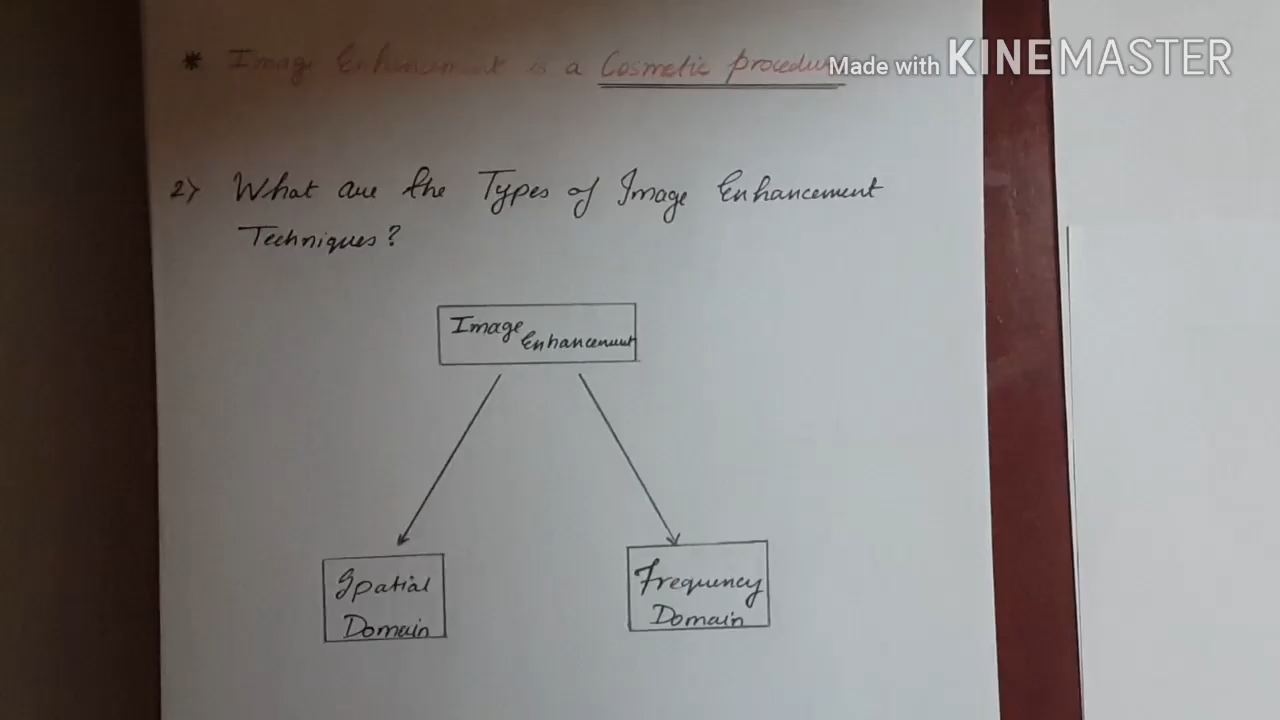 * Image Enhancement is a Cosmetic procedure
Made with KINEMASTER
2) What are the Types of Image Enhancement
Techniques?
Image
Enhancement
Spatial
Domain
Frequency
Domain